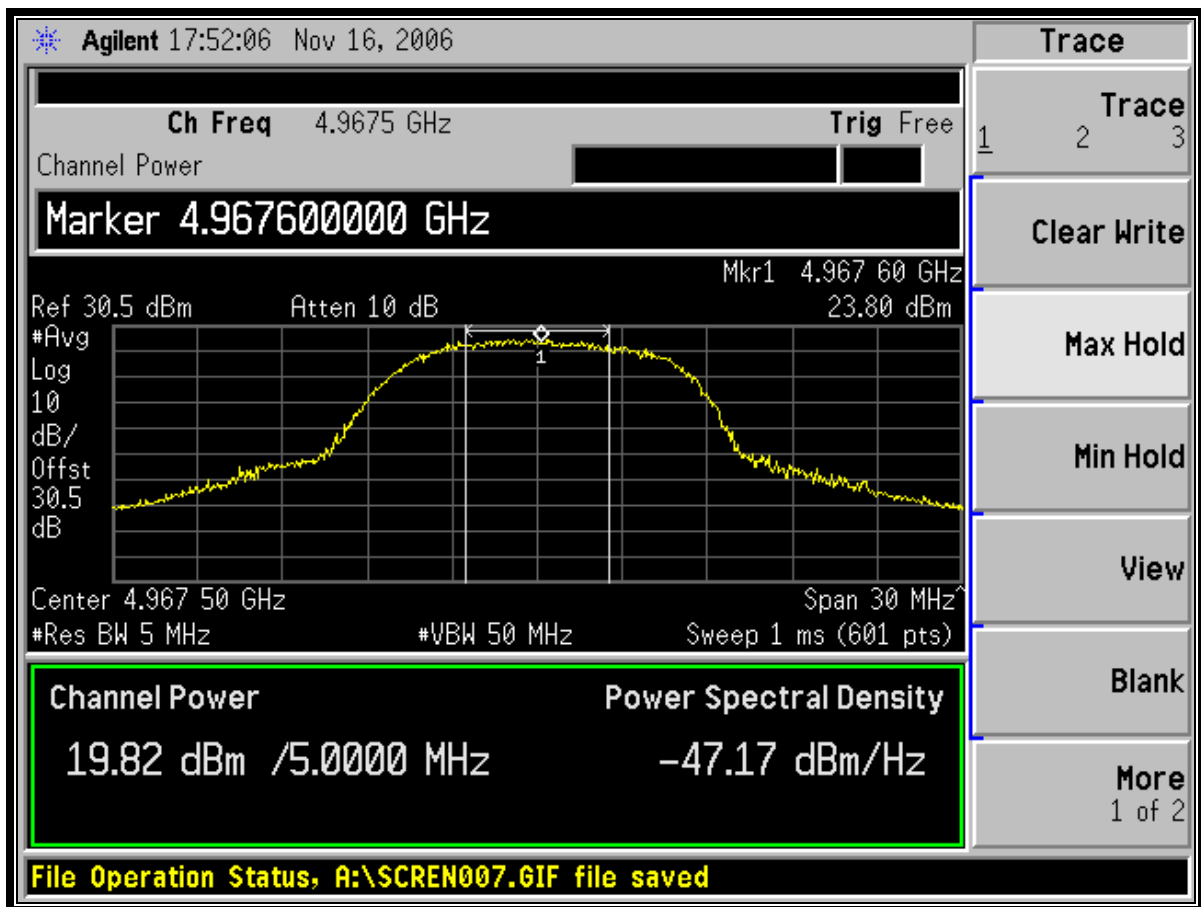 Agilent 17:52:06 Nov 16, 2006
Trace
Ch Freq 4.9675 GHz
Trig Free
Channel Power
Trace
1 2 3
Marker 4.967600000 GHz
Clear Write
Mkr1 4.967 60 GHz
Ref 30.5 dBm Atten 10 dB 23.80 dBm
#Avg
Log
10
dB/
Offst
30.5
dB
1
Max Hold
Min Hold
View
Center 4.967 50 GHz Span 30 MHz^
#Res BW 5 MHz #VBW 50 MHz Sweep 1 ms (601 pts)
Channel Power Power Spectral Density
19.82 dBm /5.0000 MHz -47.17 dBm/Hz
Blank
More
1 of 2
File Operation Status, A:\SCREN007.GIF file saved